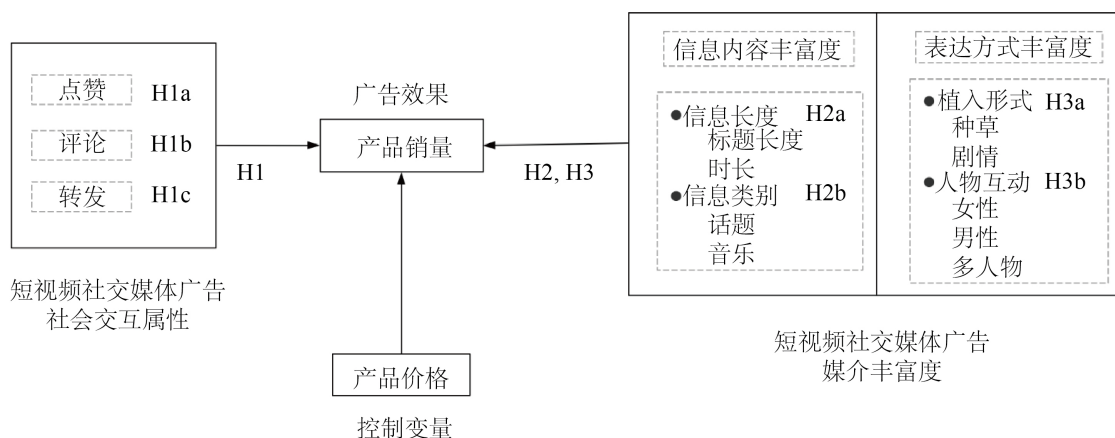 点赞 H1a
评论 H1b
转发 H1c
短视频社交媒体广告
社会交互属性
H1
广告效果
产品销量
H2, H3
产品价格
控制变量
信息内容丰富度
●信息长度 H2a
标题长度
时长
●信息类别 H2b
话题
音乐
表达方式丰富度
●植入形式 H3a
种草
剧情
●人物互动 H3b
女性
男性
多人物
短视频社交媒体广告
媒介丰富度